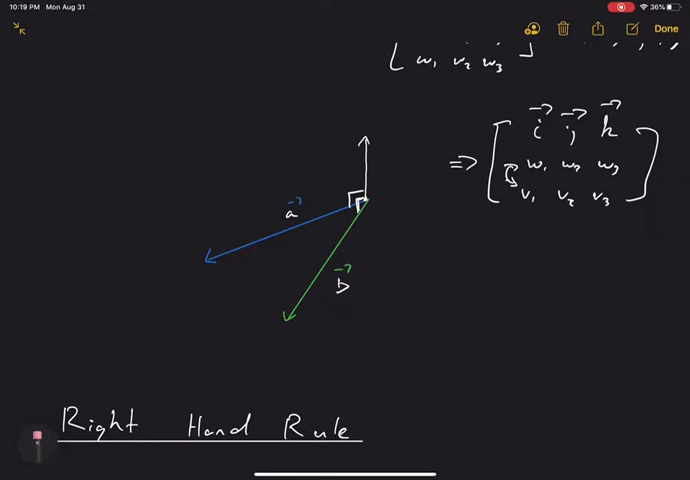 10:19 PM Mon Aug 31
36%
Done
w₁ v₂ w₃
i j k
=> w₁ w₂ w₃
v₁ v₂ v₃
a
b
Right Hand Rule